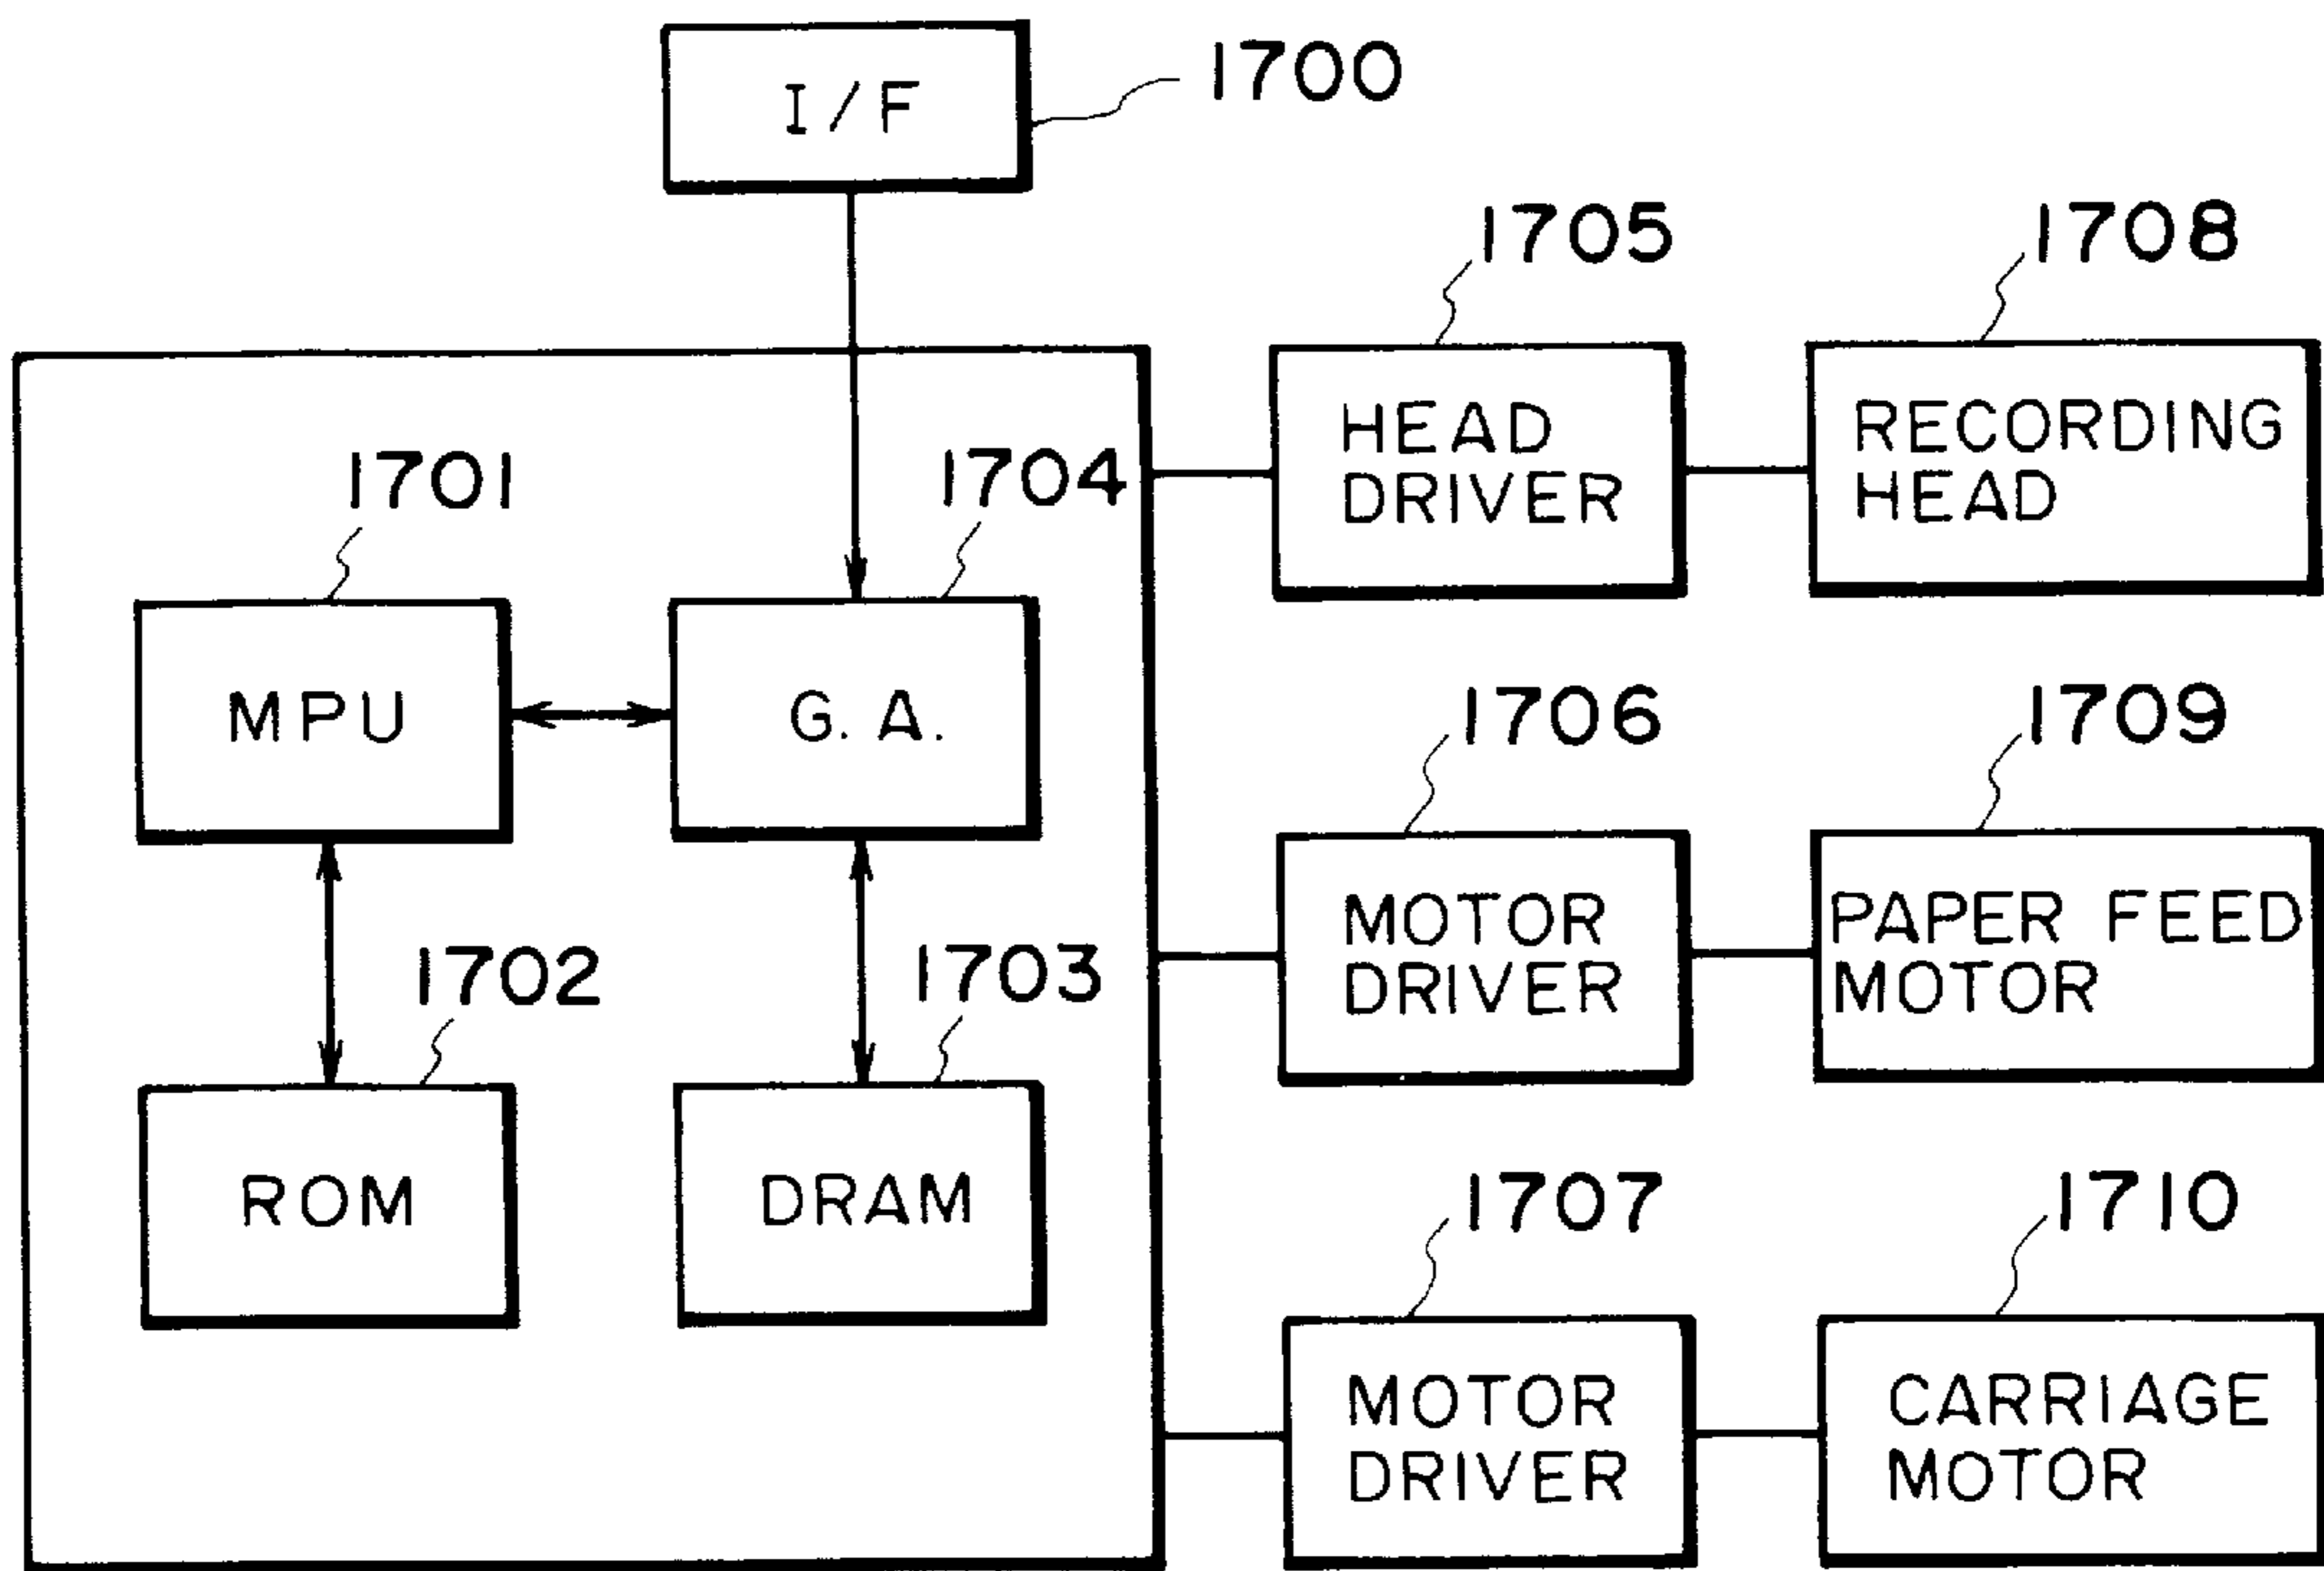 I/F
1700
1705
1708
HEAD
DRIVER
RECORDING
HEAD
1701
1704
MPU
G. A.
1706
1709
MOTOR
DRIVER
PAPER FEED
MOTOR
1702
1703
ROM
DRAM
1707
1710
MOTOR
DRIVER
CARRIAGE
MOTOR